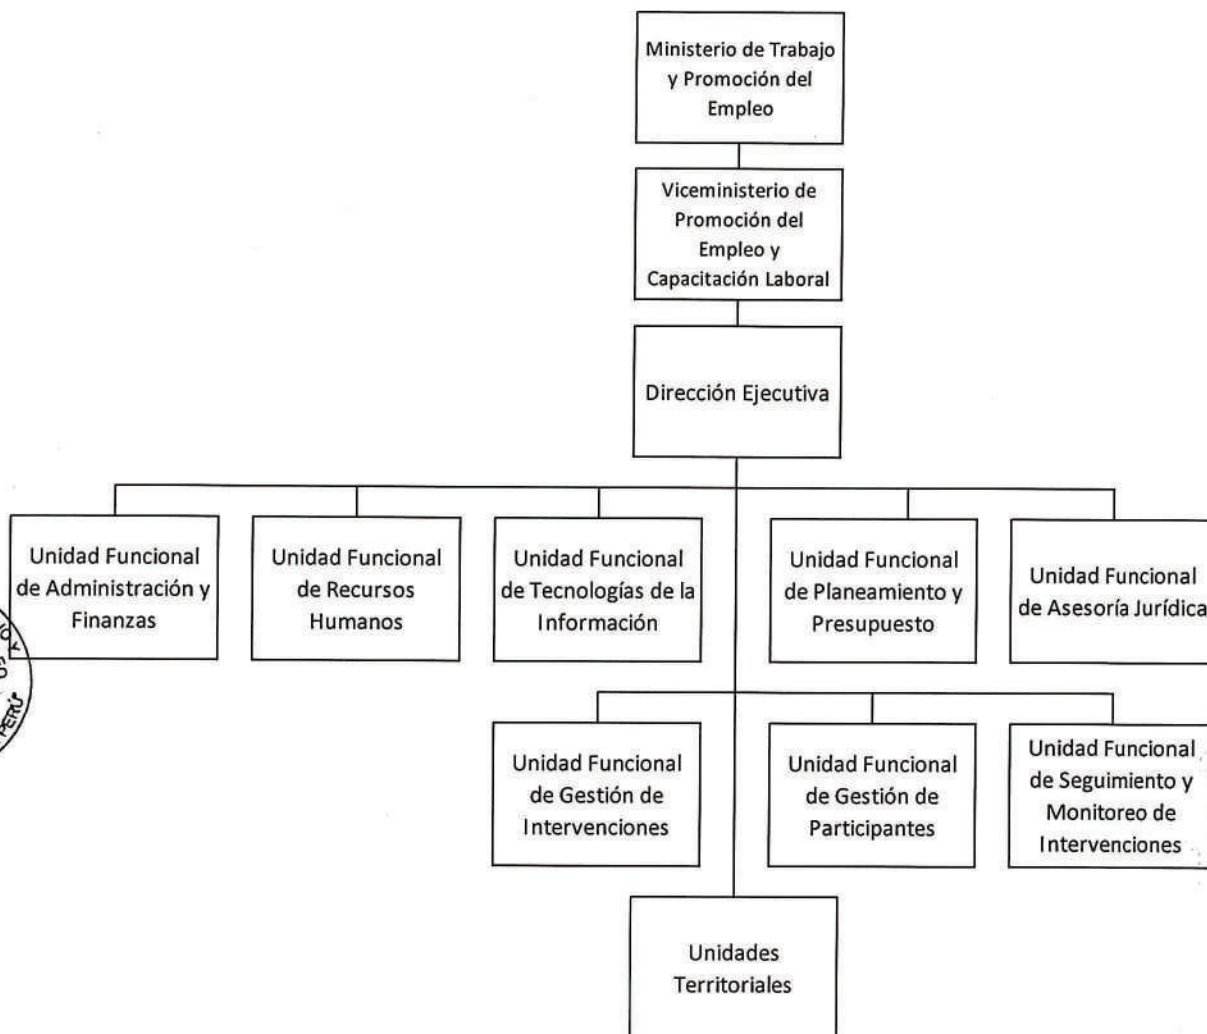 Ministerio de Trabajo
y Promoción del
Empleo
Viceministerio de
Promoción del
Empleo y
Capacitación Laboral
Dirección Ejecutiva
Unidad Funcional
de Administración y
Finanzas
Unidad Funcional
de Recursos
Humanos
Unidad Funcional
de Tecnologías de la
Información
Unidad Funcional
de Planeamiento y
Presupuesto
Unidad Funcional
de Asesoría Jurídica
PERÚ
Unidad Funcional
de Gestión de
Intervenciones
Unidad Funcional
de Gestión de
Participantes
Unidad Funcional
de Seguimiento y
Monitoreo de
Intervenciones
Unidades
Territoriales